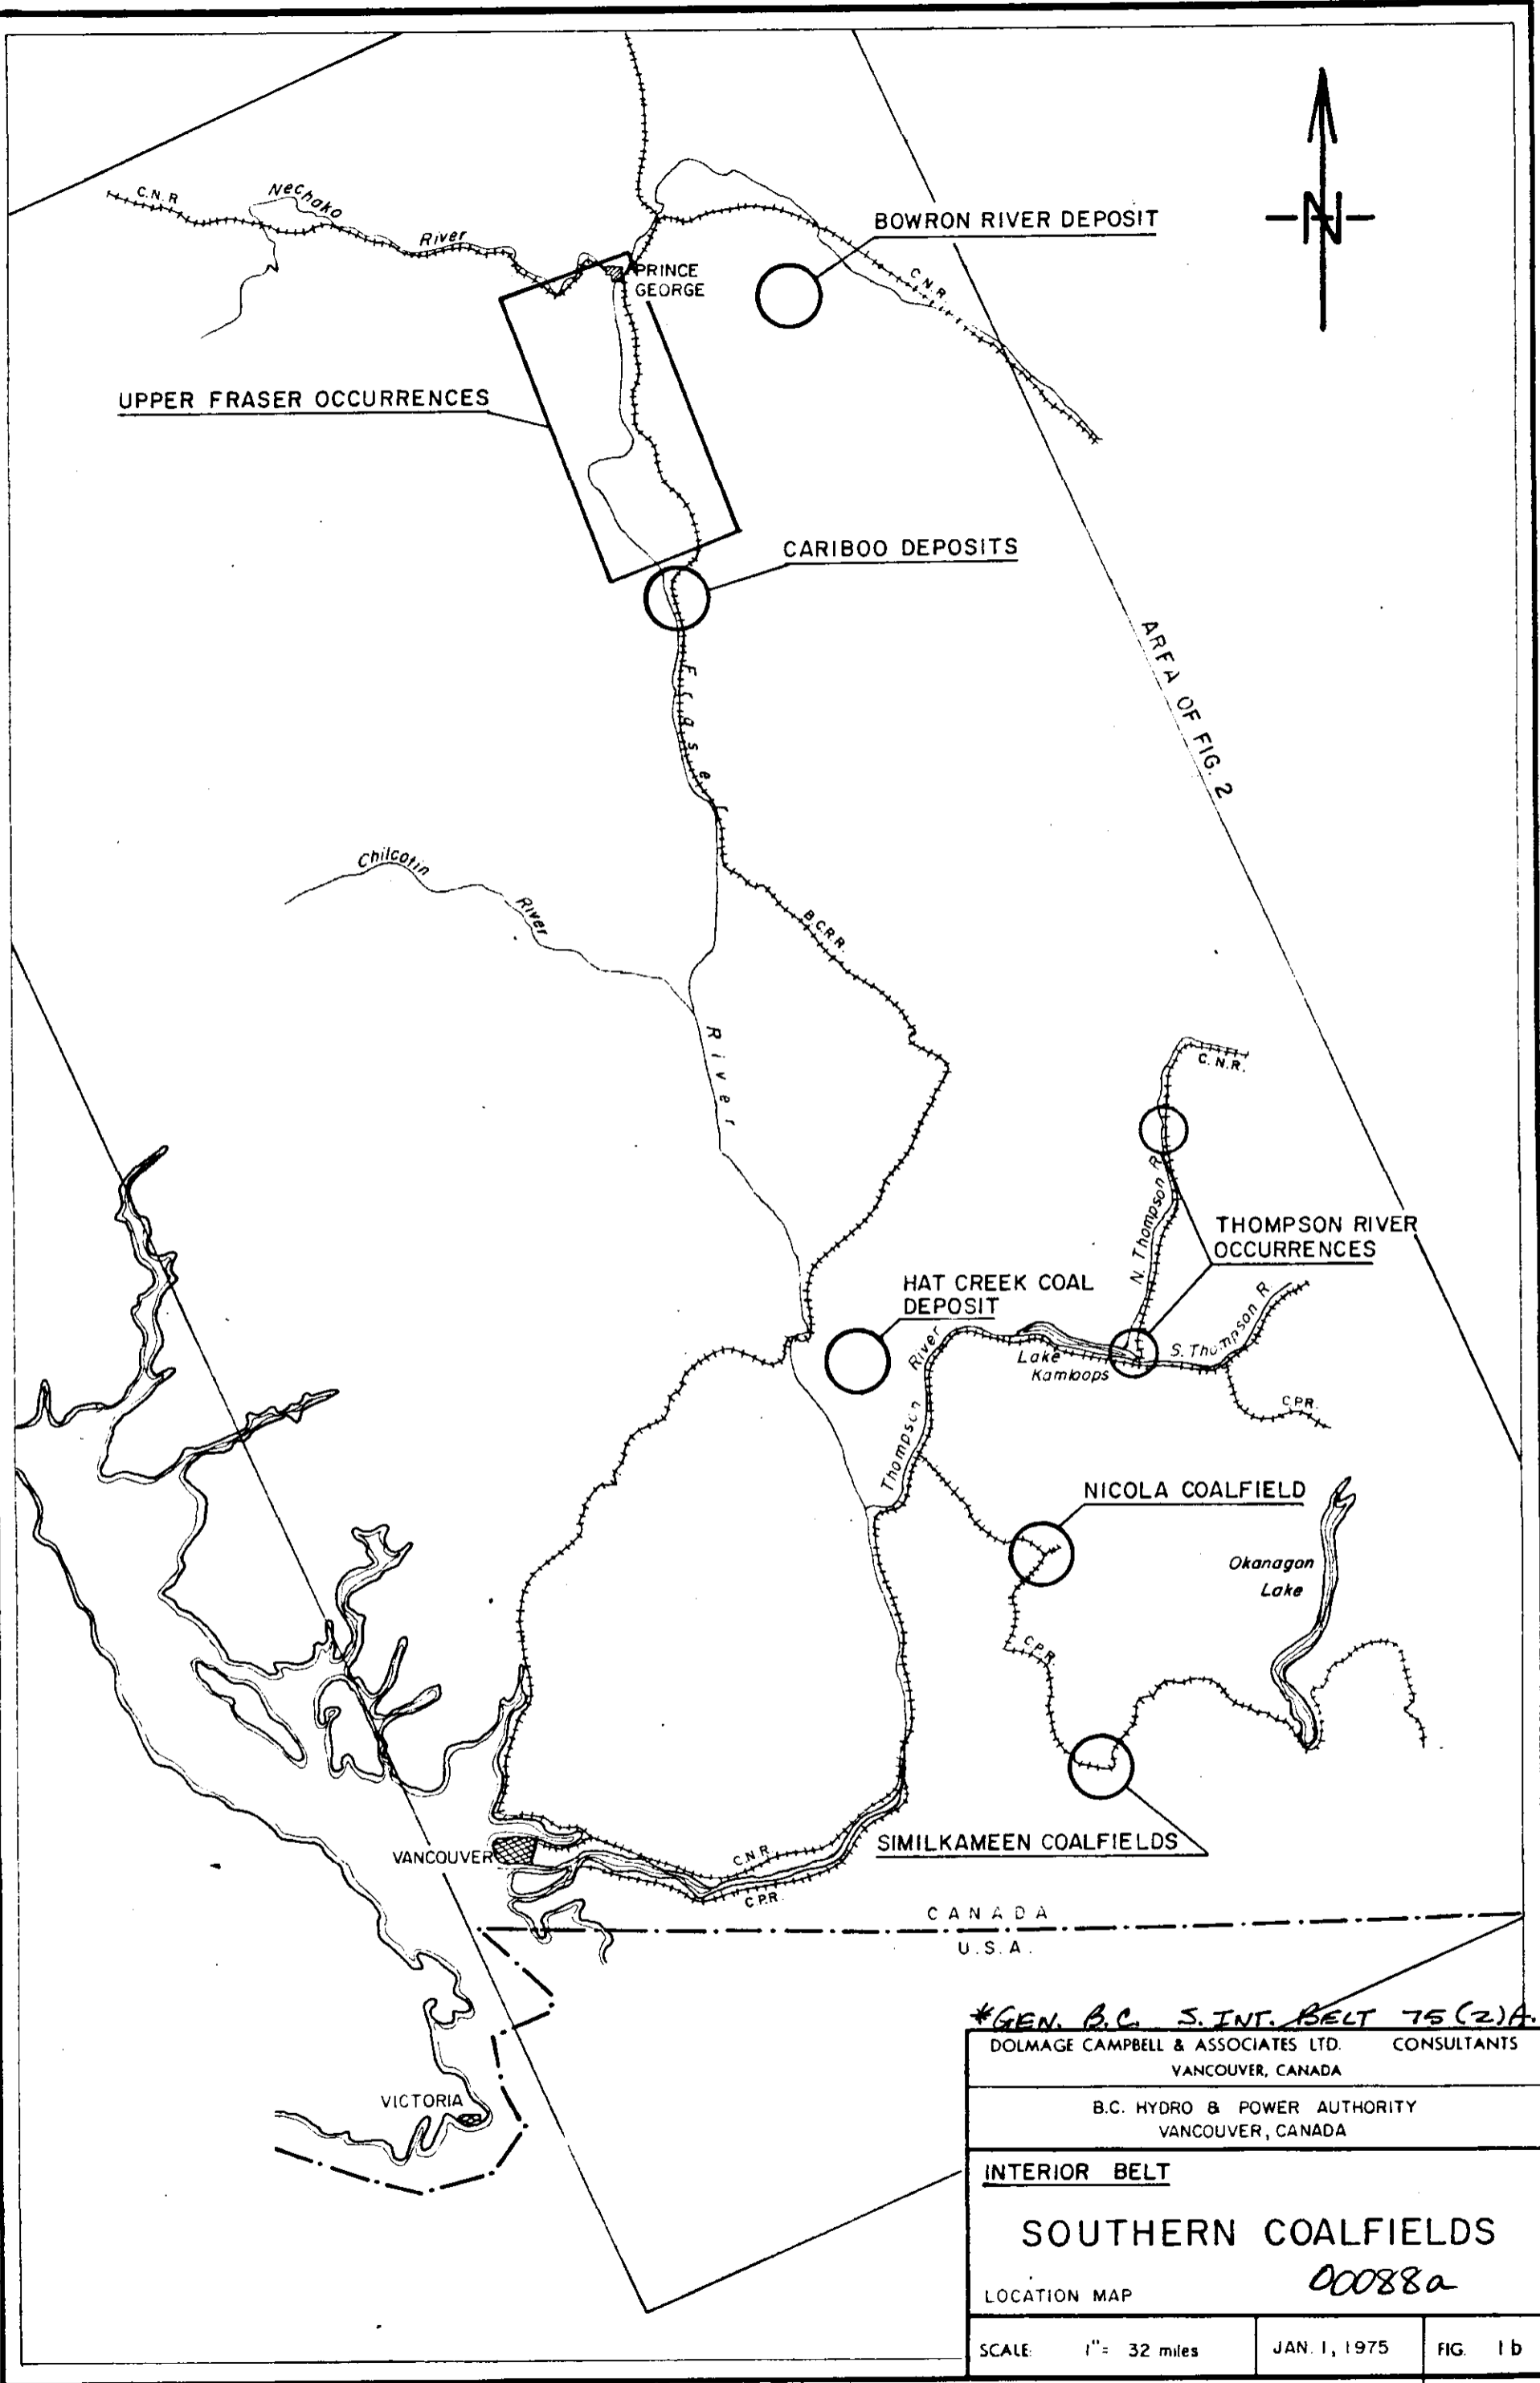 C.N.R
Nechako
River
BOWRON RIVER DEPOSIT
N
C.N.R.
PRINCE
GEORGE
UPPER FRASER OCCURRENCES
CARIBOO DEPOSITS
AREA OF FIG. 2
Fraser
Chilcotin
River
B.C.R.R.
River
C.N.R.
N. Thompson R
THOMPSON RIVER
OCCURRENCES
HAT CREEK COAL
DEPOSIT
S. Thompson R
Lake
Kamloops
Thompson River
C.P.R.
NICOLA COALFIELD
Okanagan
Lake
C.P.R.
VANCOUVER
C.N.R.
SIMILKAMEEN COALFIELDS
C.P.R.
CANADA
U.S.A.
*GEN. B.C. S. INT. BELT 75(2)A.
DOLMAGE CAMPBELL & ASSOCIATES LTD. CONSULTANTS
VANCOUVER, CANADA
VICTORIA
B.C. HYDRO & POWER AUTHORITY
VANCOUVER, CANADA
INTERIOR BELT
SOUTHERN COALFIELDS
00088a
LOCATION MAP
SCALE: 1"= 32 miles
JAN. 1, 1975
FIG. 1b